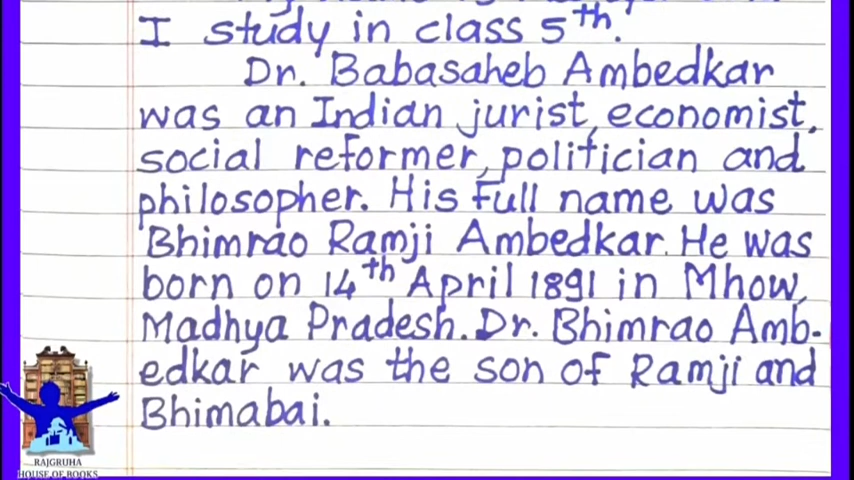 I study in class 5th.
Dr. Babasaheb Ambedkar
was an Indian jurist, economist,
social reformer, politician and
philosopher. His full name was
Bhimrao Ramji Ambedkar. He was
born on 14th April 1891 in Mhow,
Madhya Pradesh. Dr. Bhimrao Amb-
edkar was the son of Ramji and
Bhimabai.
RAJGRUHA
HOUSE OF BOOKS